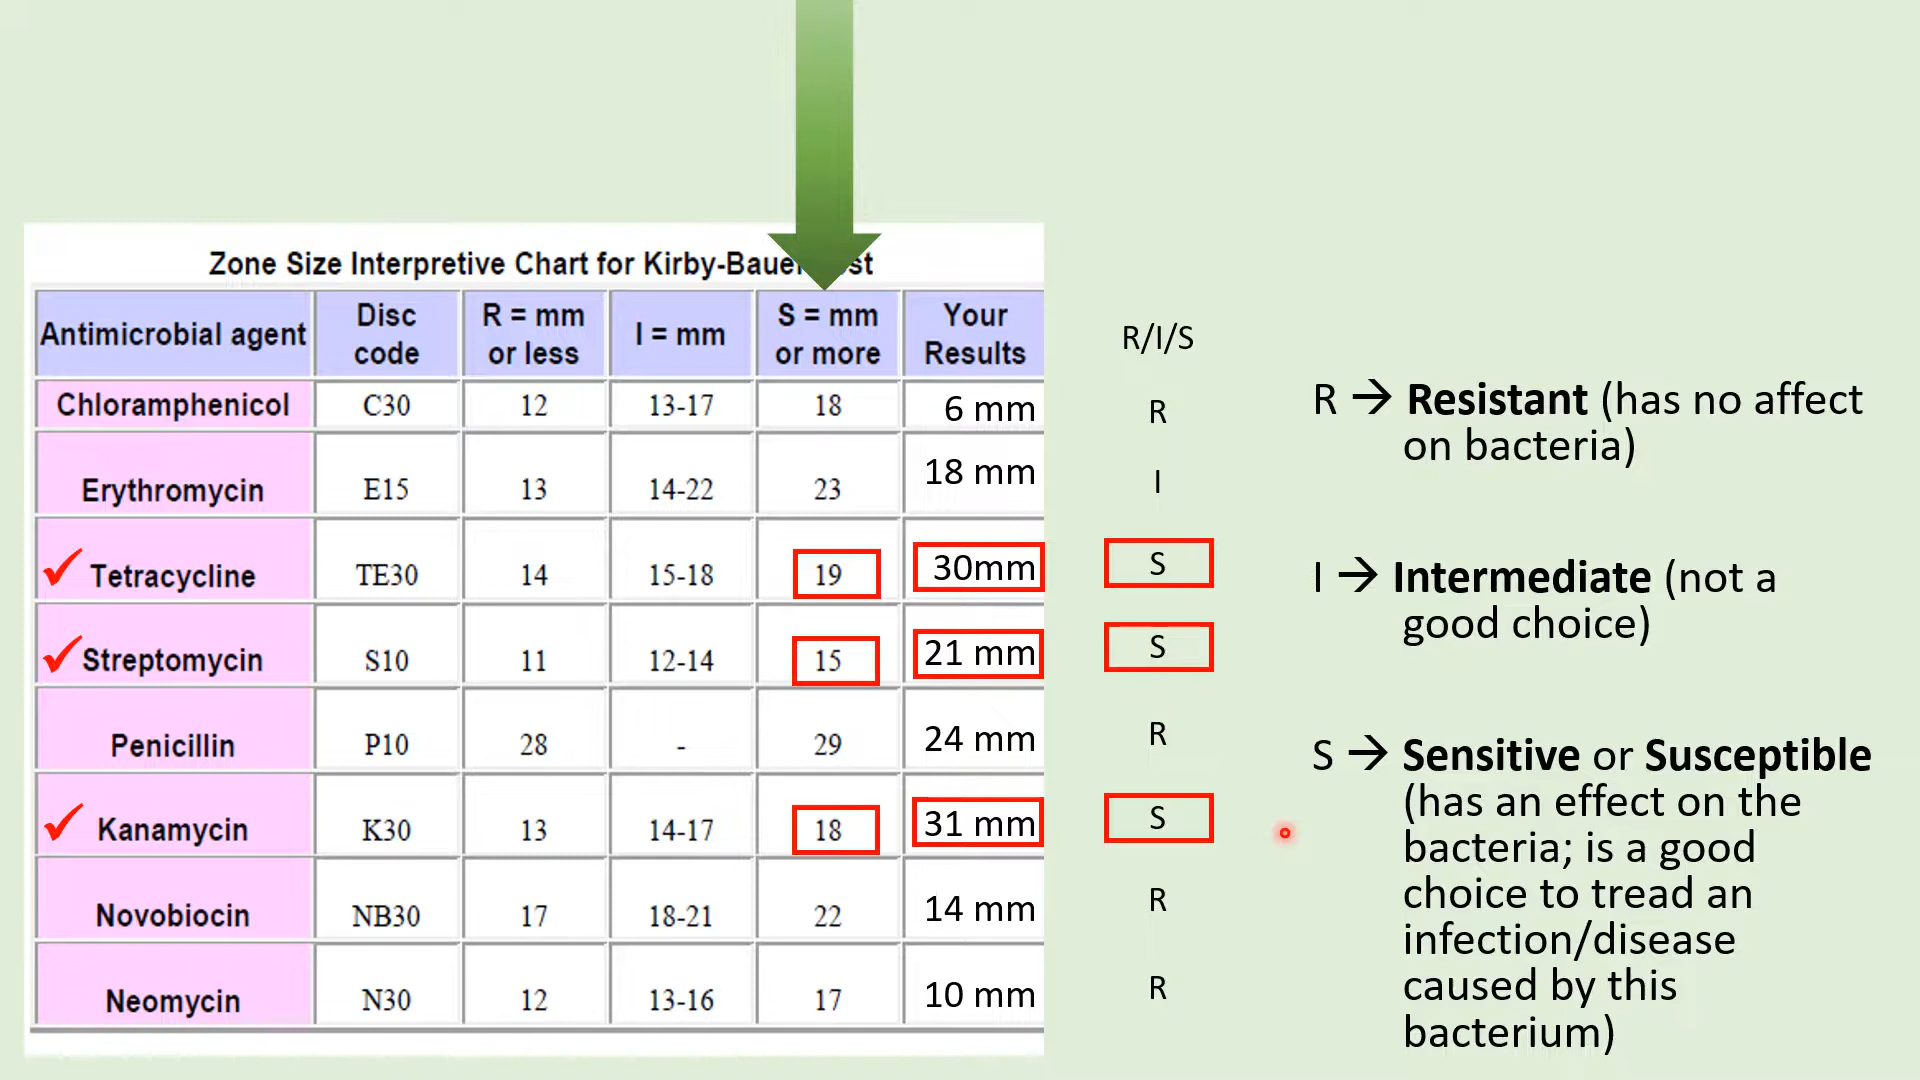 Zone Size Interpretive Chart for Kirby-Bauer
Antimicrobial agent Disc code R = mm or less I = mm S = mm or more Your Results R/I/S
Chloramphenicol C30 12 13-17 18 6 mm R
Erythromycin E15 13 14-22 23 18 mm I
✓ Tetracycline TE30 14 15-18 19 30mm S
✓ Streptomycin S10 11 12-14 15 21 mm S
Penicillin P10 28 - 29 24 mm R
✓ Kanamycin K30 13 14-17 18 31 mm S
Novobiocin NB30 17 18-21 22 14 mm R
Neomycin N30 12 13-16 17 10 mm R
R → Resistant (has no affect
on bacteria)
I → Intermediate (not a
good choice)
S → Sensitive or Susceptible
(has an effect on the
bacteria; is a good
choice to tread an
infection/disease
caused by this
bacterium)